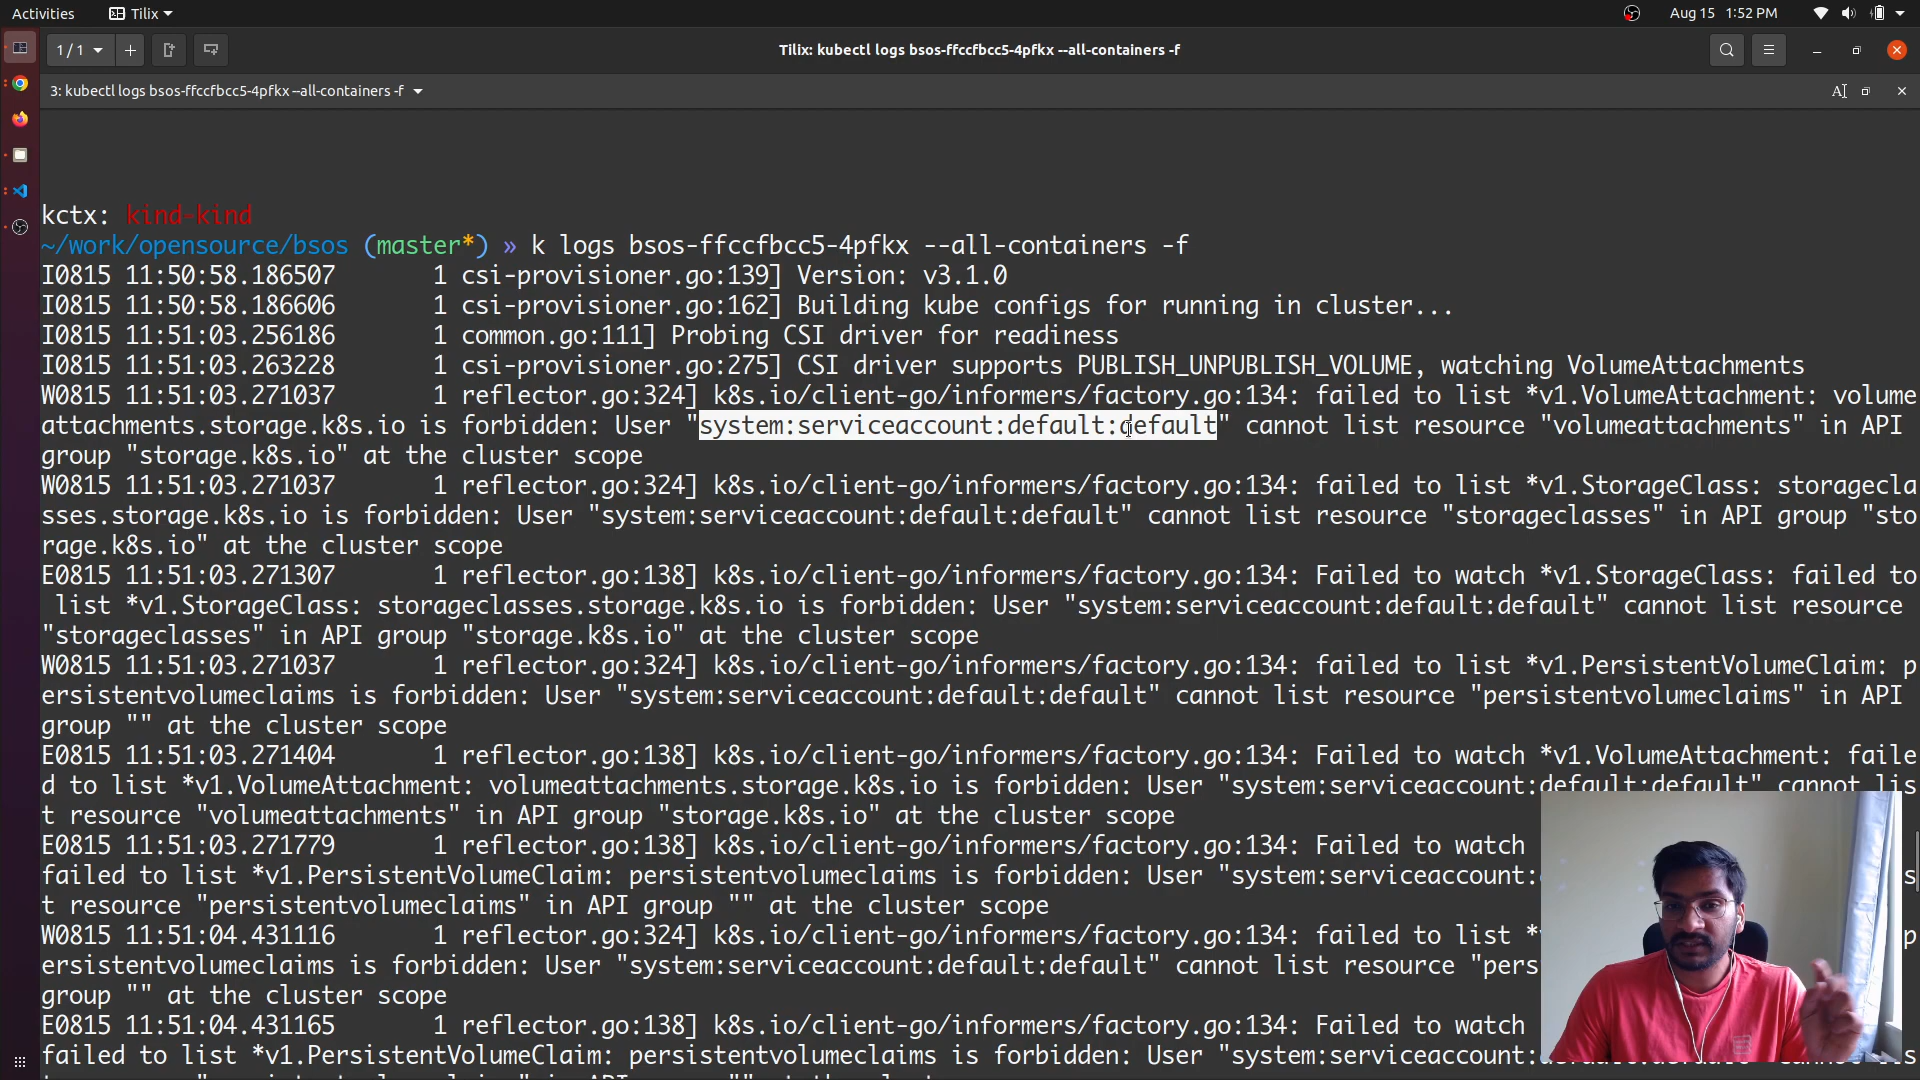 Activities Tilix Aug 15 1:52 PM
1 / 1 Tilix: kubectl logs bsos-ffccfbcc5-4pfkx --all-containers -f
3: kubectl logs bsos-ffccfbcc5-4pfkx --all-containers -f
kctx: kind-kind
~/work/opensource/bsos (master*) » k logs bsos-ffccfbcc5-4pfkx --all-containers -f
I0815 11:50:58.186507 1 csi-provisioner.go:139] Version: v3.1.0
I0815 11:50:58.186606 1 csi-provisioner.go:162] Building kube configs for running in cluster...
I0815 11:51:03.256186 1 common.go:111] Probing CSI driver for readiness
I0815 11:51:03.263228 1 csi-provisioner.go:275] CSI driver supports PUBLISH_UNPUBLISH_VOLUME, watching VolumeAttachments
W0815 11:51:03.271037 1 reflector.go:324] k8s.io/client-go/informers/factory.go:134: failed to list *v1.VolumeAttachment: volume
attachments.storage.k8s.io is forbidden: User "system:serviceaccount:default:default" cannot list resource "volumeattachments" in API
group "storage.k8s.io" at the cluster scope
W0815 11:51:03.271037 1 reflector.go:324] k8s.io/client-go/informers/factory.go:134: failed to list *v1.StorageClass: storagecla
sses.storage.k8s.io is forbidden: User "system:serviceaccount:default:default" cannot list resource "storageclasses" in API group "sto
rage.k8s.io" at the cluster scope
E0815 11:51:03.271307 1 reflector.go:138] k8s.io/client-go/informers/factory.go:134: Failed to watch *v1.StorageClass: failed to
list *v1.StorageClass: storageclasses.storage.k8s.io is forbidden: User "system:serviceaccount:default:default" cannot list resource
"storageclasses" in API group "storage.k8s.io" at the cluster scope
W0815 11:51:03.271037 1 reflector.go:324] k8s.io/client-go/informers/factory.go:134: failed to list *v1.PersistentVolumeClaim: p
ersistentvolumeclaims is forbidden: User "system:serviceaccount:default:default" cannot list resource "persistentvolumeclaims" in API
group "" at the cluster scope
E0815 11:51:03.271404 1 reflector.go:138] k8s.io/client-go/informers/factory.go:134: Failed to watch *v1.VolumeAttachment: faile
d to list *v1.VolumeAttachment: volumeattachments.storage.k8s.io is forbidden: User "system:serviceaccount:default:default" cannot lis
t resource "volumeattachments" in API group "storage.k8s.io" at the cluster scope
E0815 11:51:03.271779 1 reflector.go:138] k8s.io/client-go/informers/factory.go:134: Failed to watch
failed to list *v1.PersistentVolumeClaim: persistentvolumeclaims is forbidden: User "system:serviceaccount:
t resource "persistentvolumeclaims" in API group "" at the cluster scope
W0815 11:51:04.431116 1 reflector.go:324] k8s.io/client-go/informers/factory.go:134: failed to list
ersistentvolumeclaims is forbidden: User "system:serviceaccount:default:default" cannot list resource "pers
group "" at the cluster scope
E0815 11:51:04.431165 1 reflector.go:138] k8s.io/client-go/informers/factory.go:134: Failed to watch
failed to list *v1.PersistentVolumeClaim: persistentvolumeclaims is forbidden: User "system:serviceaccount: